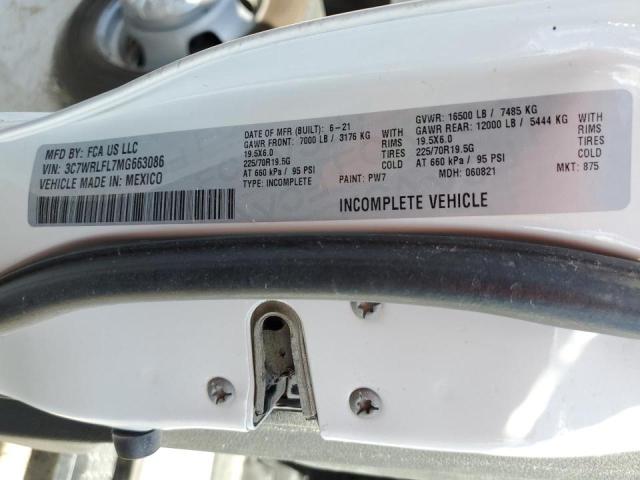 MFD BY: FCA US LLC
VIN: 3C7WRLFL7MG663086
VEHICLE MADE IN: MEXICO
DATE OF MFR (BUILT): 6-21
GAWR FRONT: 7000 LB / 3176 KG
19.5X6.0 RIMS WITH
225/70R19.5G TIRES
AT 660 kPa / 95 PSI
TYPE: INCOMPLETE PAINT: PW7
GVWR: 16500 LB / 7485 KG
GAWR REAR: 12000 LB / 5444 KG
19.5X6.0 RIMS WITH
225/70R19.5G TIRES
AT 660 kPa / 95 PSI
MDH: 060821 MKT: 875
INCOMPLETE VEHICLE